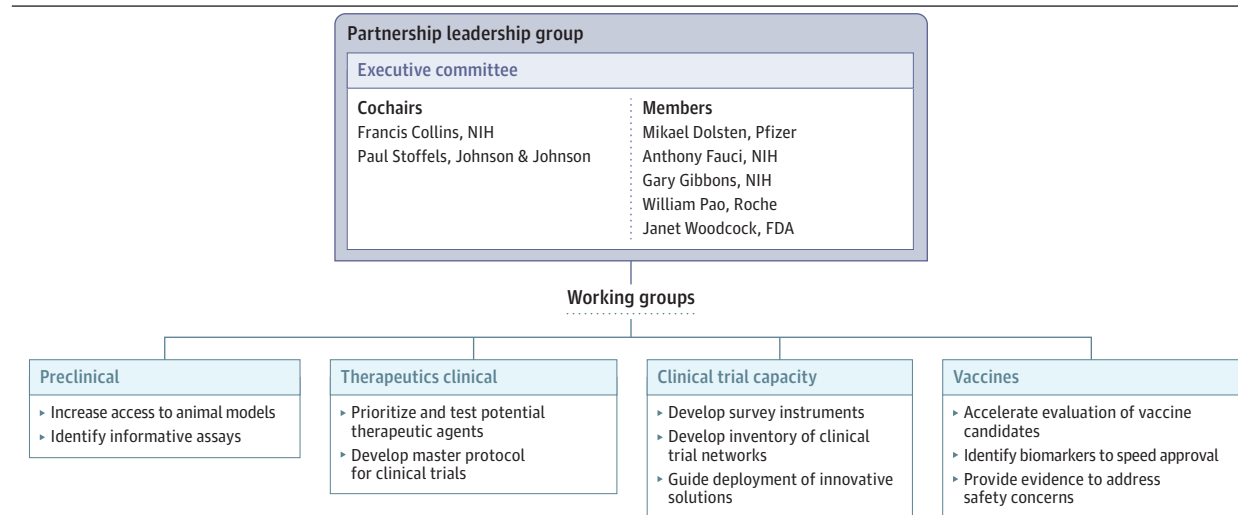 Partnership leadership group
Executive committee
Cochairs
Francis Collins, NIH
Paul Stoffels, Johnson & Johnson
Members
Mikael Dolsten, Pfizer
Anthony Fauci, NIH
Gary Gibbons, NIH
William Pao, Roche
Janet Woodcock, FDA
Working groups
Preclinical
▸ Increase access to animal models
▸ Identify informative assays
Therapeutics clinical
▸ Prioritize and test potential
therapeutic agents
▸ Develop master protocol
for clinical trials
Clinical trial capacity
▸ Develop survey instruments
▸ Develop inventory of clinical
trial networks
▸ Guide deployment of innovative
solutions
Vaccines
▸ Accelerate evaluation of vaccine
candidates
▸ Identify biomarkers to speed approval
▸ Provide evidence to address
safety concerns